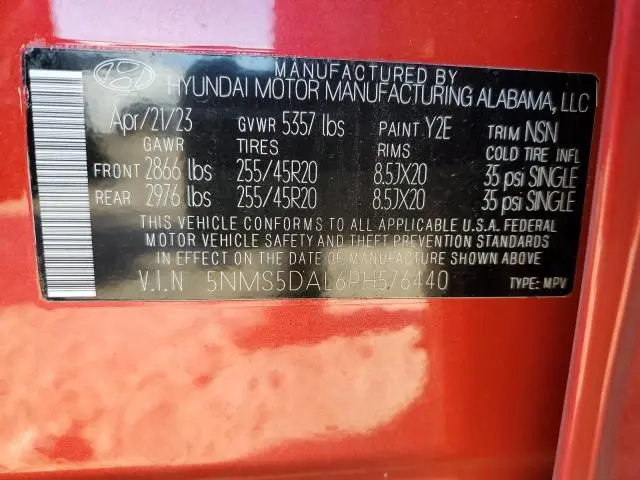 MANUFACTURED BY
HYUNDAI MOTOR MANUFACTURING ALABAMA, LLC
Apr/21/23 GVWR 5357 lbs PAINT Y2E TRIM NSN
GAWR TIRES RIMS COLD TIRE INFL
FRONT 2866 lbs 255/45R20 8.5JX20 35 psi SINGLE
REAR 2976 lbs 255/45R20 8.5JX20 35 psi SINGLE
THIS VEHICLE CONFORMS TO ALL APPLICABLE U.S.A. FEDERAL
MOTOR VEHICLE SAFETY AND THEFT PREVENTION STANDARDS
IN EFFECT ON THE DATE OF MANUFACTURE SHOWN ABOVE
V.I.N 5NMS5DAL6PH576440 TYPE: MPV